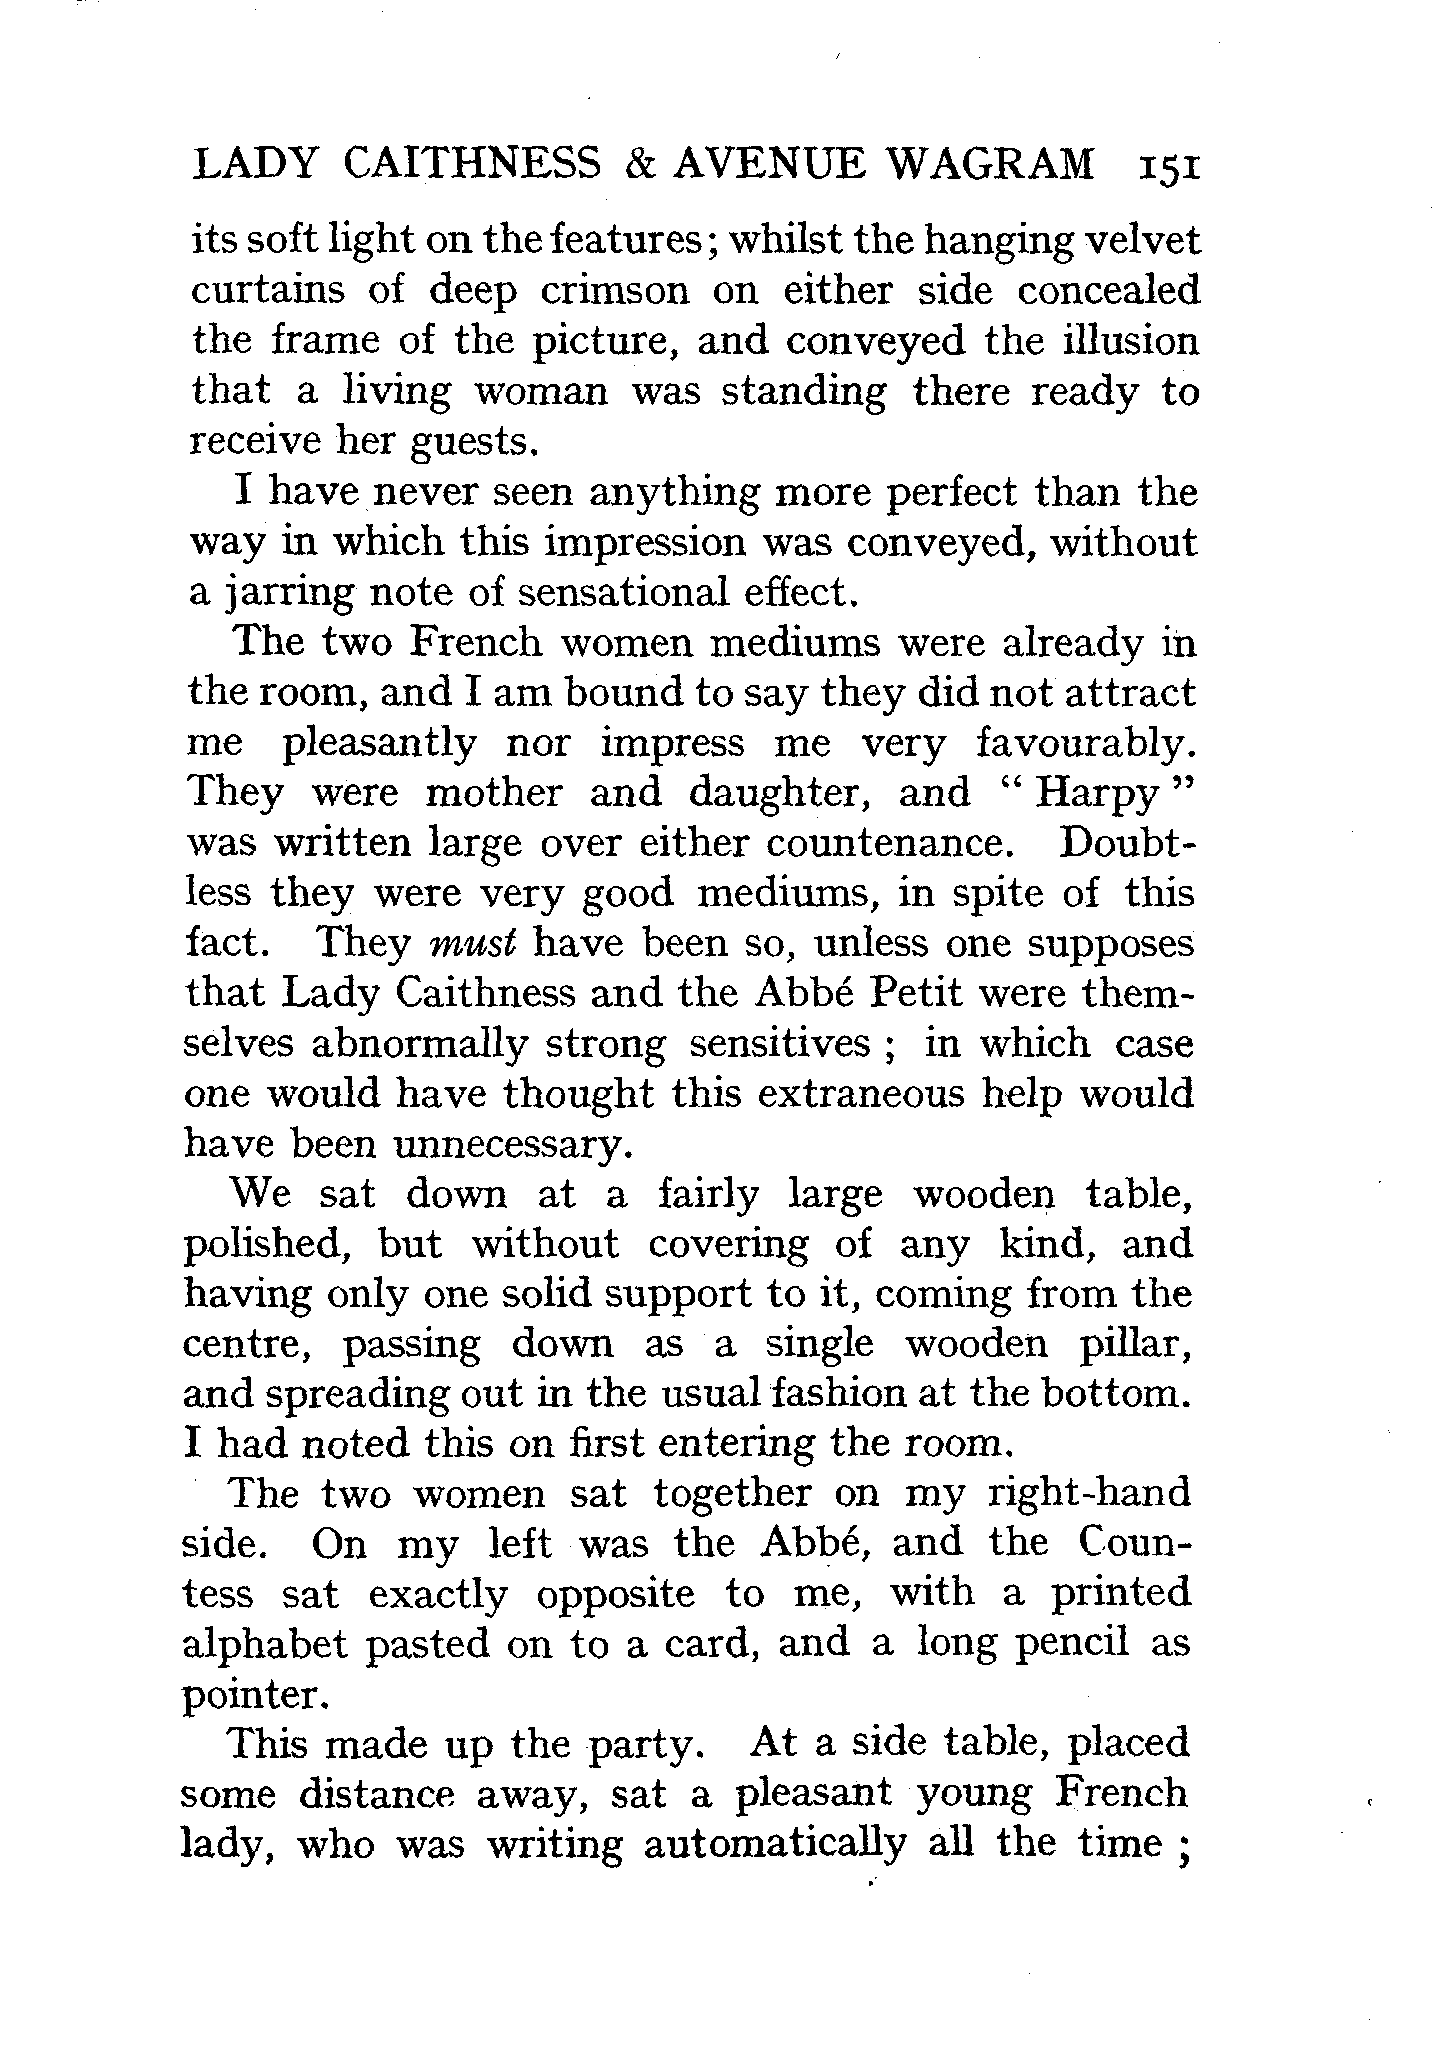 LADY CAITHNESS & AVENUE WAGRAM 151
its soft light on the features; whilst the hanging velvet
curtains of deep crimson on either side concealed
the frame of the picture, and conveyed the illusion
that a living woman was standing there ready to
receive her guests.
I have never seen anything more perfect than the
way in which this impression was conveyed, without
a jarring note of sensational effect.
The two French women mediums were already in
the room, and I am bound to say they did not attract
me pleasantly nor impress me very favourably.
They were mother and daughter, and " Harpy "
was written large over either countenance. Doubt-
less they were very good mediums, in spite of this
fact. They must have been so, unless one supposes
that Lady Caithness and the Abbé Petit were them-
selves abnormally strong sensitives ; in which case
one would have thought this extraneous help would
have been unnecessary.
We sat down at a fairly large wooden table,
polished, but without covering of any kind, and
having only one solid support to it, coming from the
centre, passing down as a single wooden pillar,
and spreading out in the usual fashion at the bottom.
I had noted this on first entering the room.
The two women sat together on my right-hand
side. On my left was the Abbé, and the Coun-
tess sat exactly opposite to me, with a printed
alphabet pasted on to a card, and a long pencil as
pointer.
This made up the party. At a side table, placed
some distance away, sat a pleasant young French
lady, who was writing automatically all the time ;